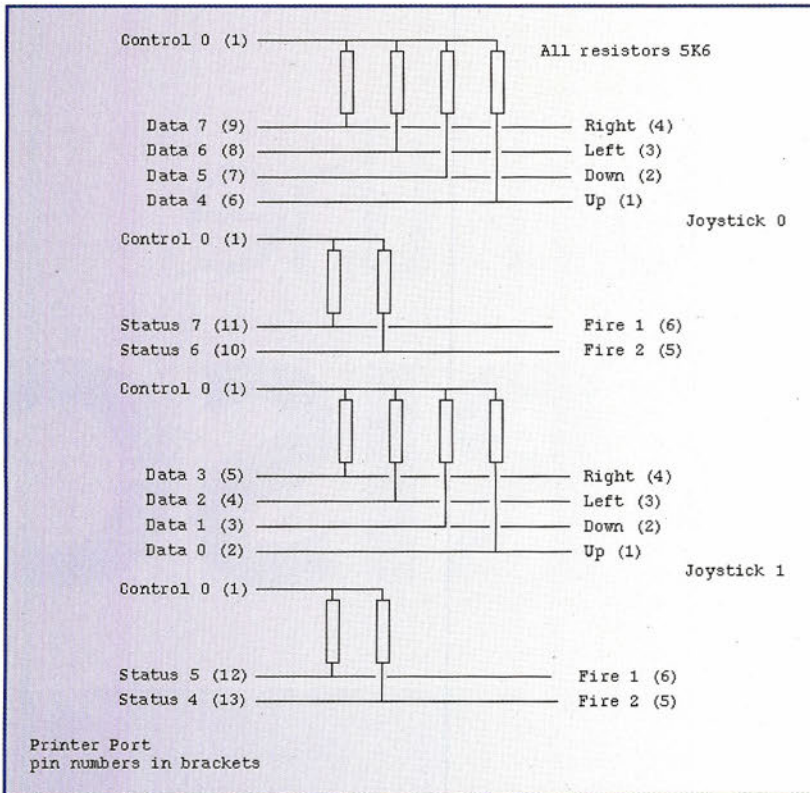 Control 0 (1)
All resistors 5K6
Data 7 (9) Right (4)
Data 6 (8) Left (3)
Data 5 (7) Down (2)
Data 4 (6) Up (1)
Joystick 0
Control 0 (1)
Status 7 (11) Fire 1 (6)
Status 6 (10) Fire 2 (5)
Control 0 (1)
Data 3 (5) Right (4)
Data 2 (4) Left (3)
Data 1 (3) Down (2)
Data 0 (2) Up (1)
Joystick 1
Control 0 (1)
Status 5 (12) Fire 1 (6)
Status 4 (13) Fire 2 (5)
Printer Port
pin numbers in brackets